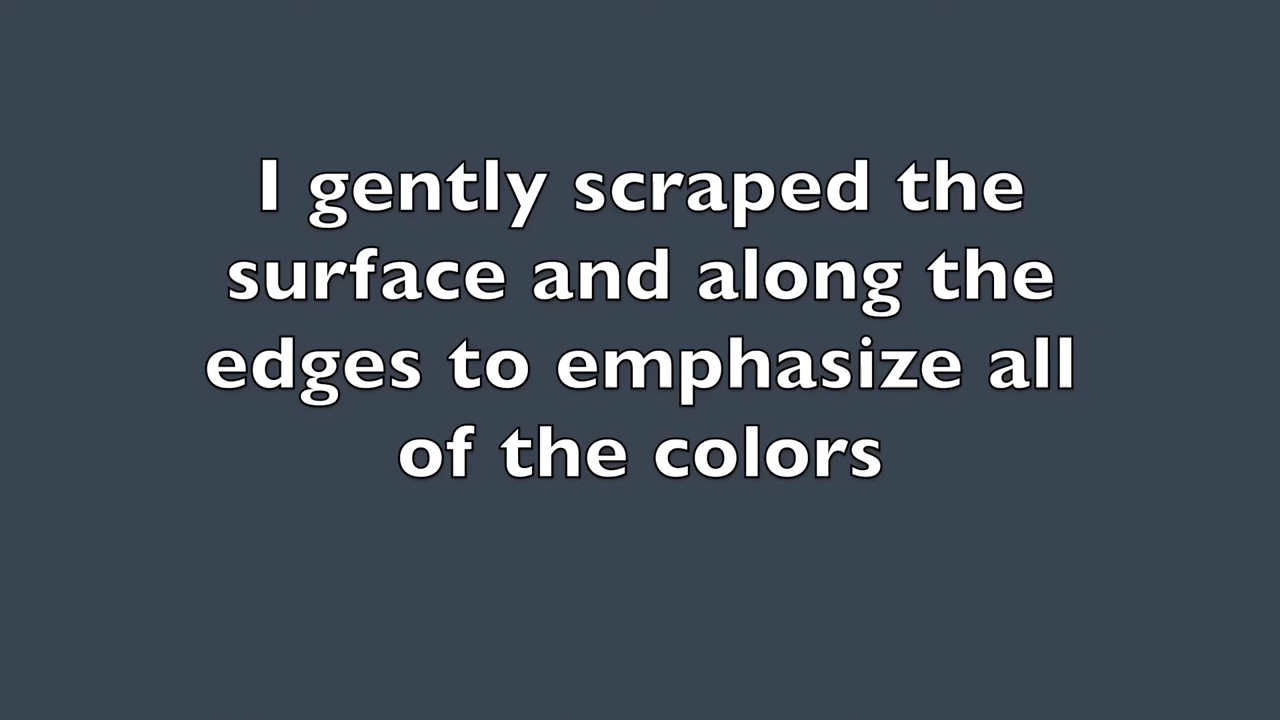 I gently scraped the
surface and along the
edges to emphasize all
of the colors